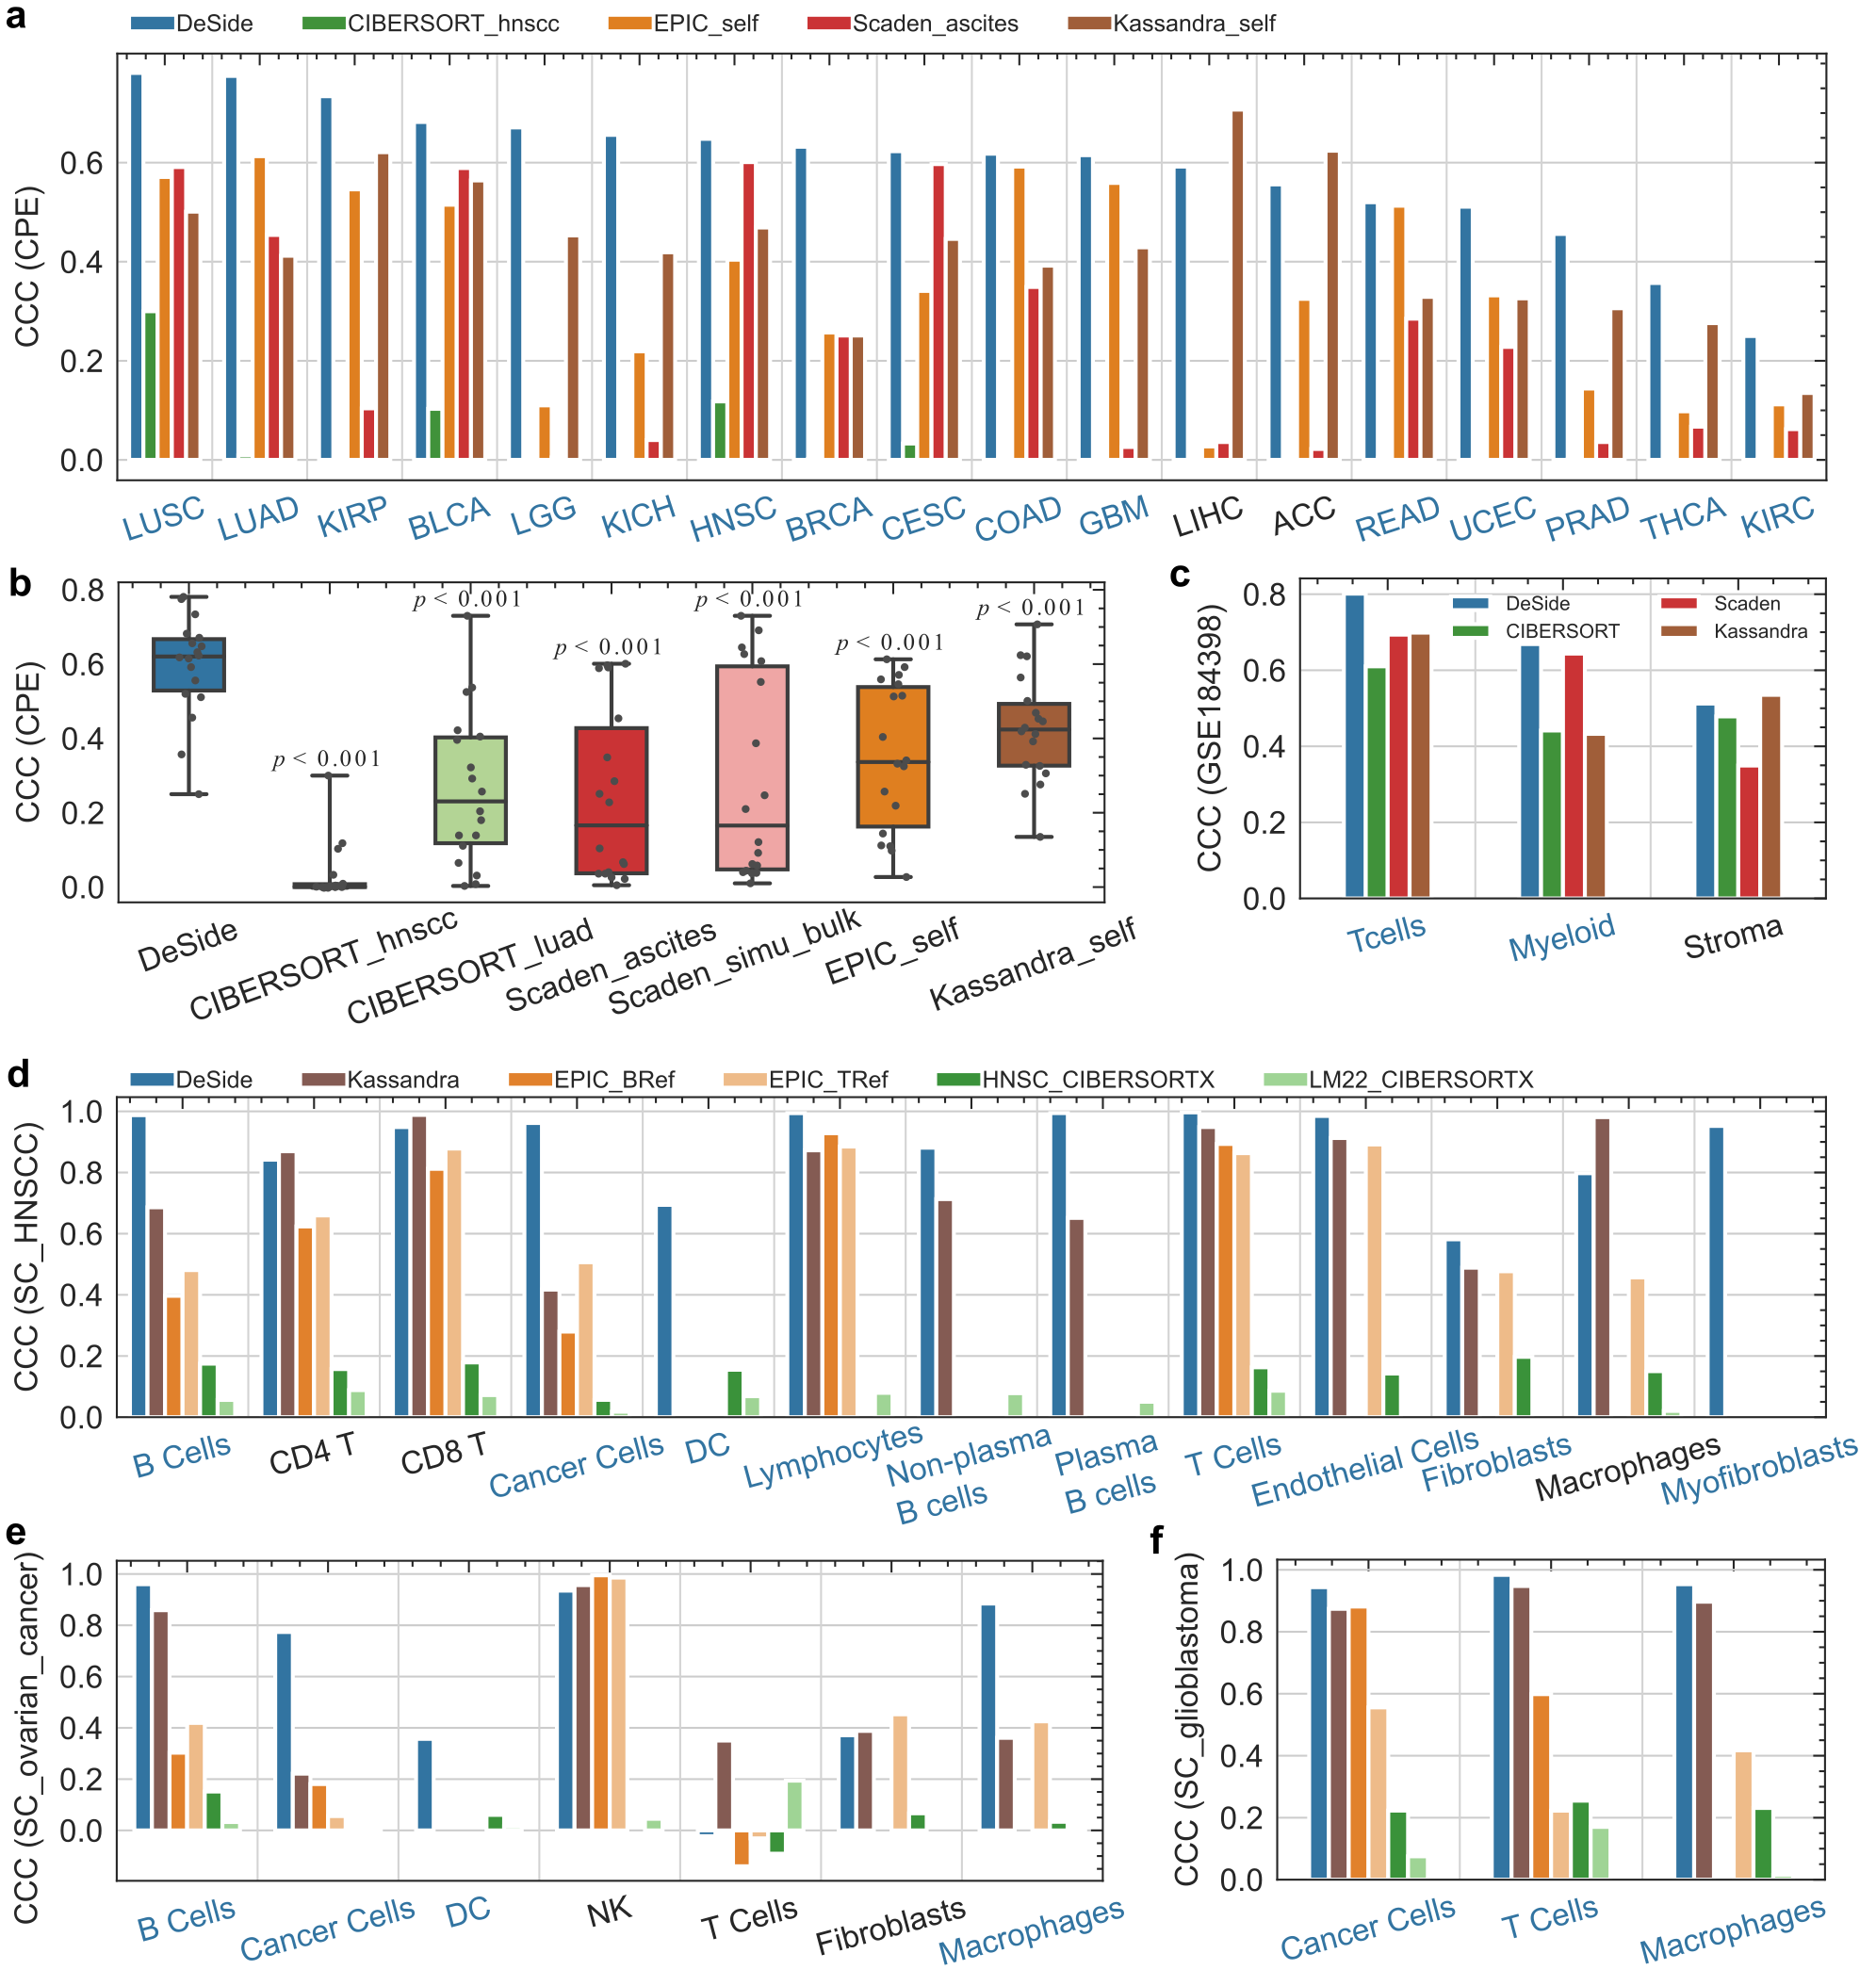 a
DeSide CIBERSORT_hnscc EPIC_self Scaden_ascites Kassandra_self
CCC (CPE)
0.6
0.4
0.2
0.0
LUSC LUAD KIRP BLCA LGG KICH HNSC BRCA CESC COAD GBM LIHC ACC READ UCEC PRAD THCA KIRC
b
CCC (CPE)
0.8
0.6
0.4
0.2
0.0
p < 0.001
p < 0.001
p < 0.001
p < 0.001
p < 0.001
p < 0.001
DeSide CIBERSORT_hnscc CIBERSORT_luad Scaden_ascites Scaden_simu_bulk EPIC_self Kassandra_self
c
CCC (GSE184398)
0.8
0.6
0.4
0.2
0.0
DeSide Scaden
CIBERSORT Kassandra
Tcells Myeloid Stroma
d
DeSide Kassandra EPIC_BRef EPIC_TRef HNSC_CIBERSORTX LM22_CIBERSORTX
CCC (SC_HNSCC)
1.0
0.8
0.6
0.4
0.2
0.0
B Cells CD4 T CD8 T Cancer Cells DC Lymphocytes Non-plasma B cells Plasma B cells T Cells Endothelial Cells Fibroblasts Macrophages Myofibroblasts
e
CCC (SC_ovarian_cancer)
1.0
0.8
0.6
0.4
0.2
0.0
B Cells Cancer Cells DC NK T Cells Fibroblasts Macrophages
f
CCC (SC_glioblastoma)
1.0
0.8
0.6
0.4
0.2
0.0
Cancer Cells T Cells Macrophages